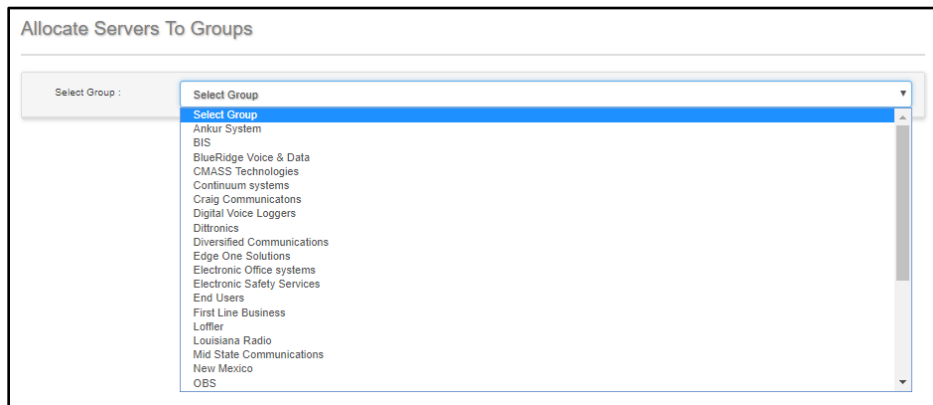 Allocate Servers To Groups
Select Group :
Select Group
Select Group
Ankur System
BIS
BlueRidge Voice & Data
CMASS Technologies
Continuum systems
Craig Communicatons
Digital Voice Loggers
Dittronics
Diversified Communications
Edge One Solutions
Electronic Office systems
Electronic Safety Services
End Users
First Line Business
Loffler
Louisiana Radio
Mid State Communications
New Mexico
OBS